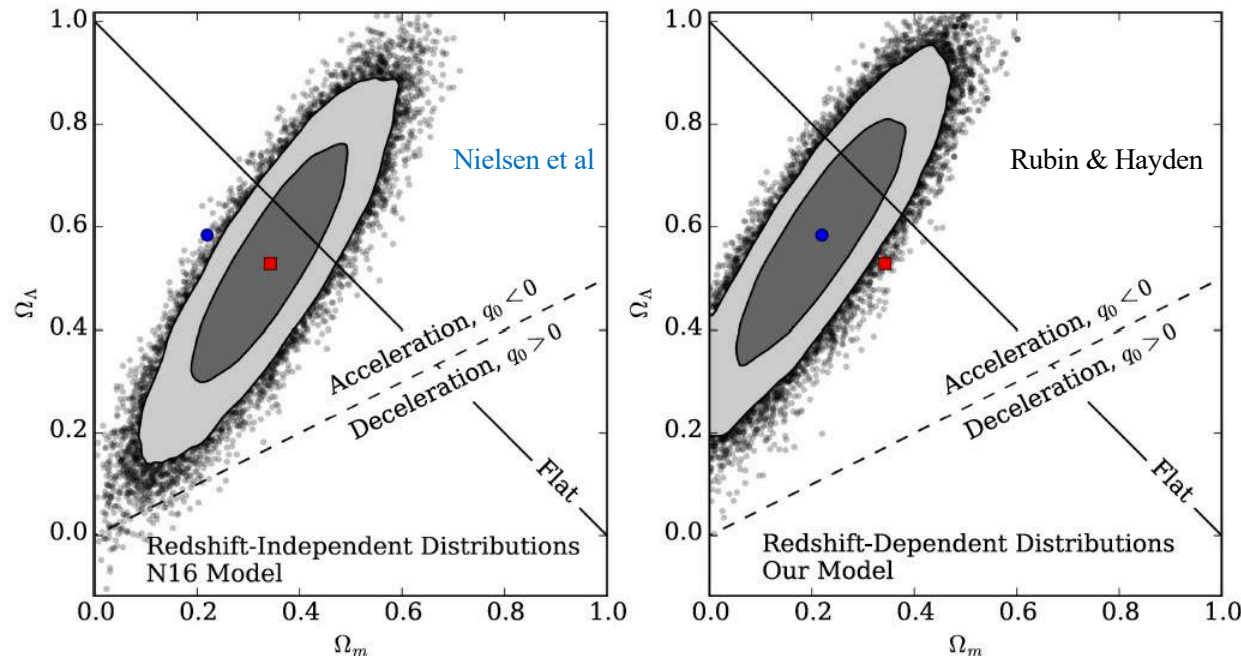 1.0
0.8
0.6
0.4
0.2
0.0
Ω_Λ
Nielsen et al
Acceleration, q₀ < 0
Deceleration, q₀ > 0
Flat
Redshift-Independent Distributions
N16 Model
0.0 0.2 0.4 0.6 0.8 1.0
Ω_m
1.0
0.8
0.6
0.4
0.2
0.0
Ω_Λ
Rubin & Hayden
Acceleration, q₀ < 0
Deceleration, q₀ > 0
Flat
Redshift-Dependent Distributions
Our Model
0.0 0.2 0.4 0.6 0.8 1.0
Ω_m